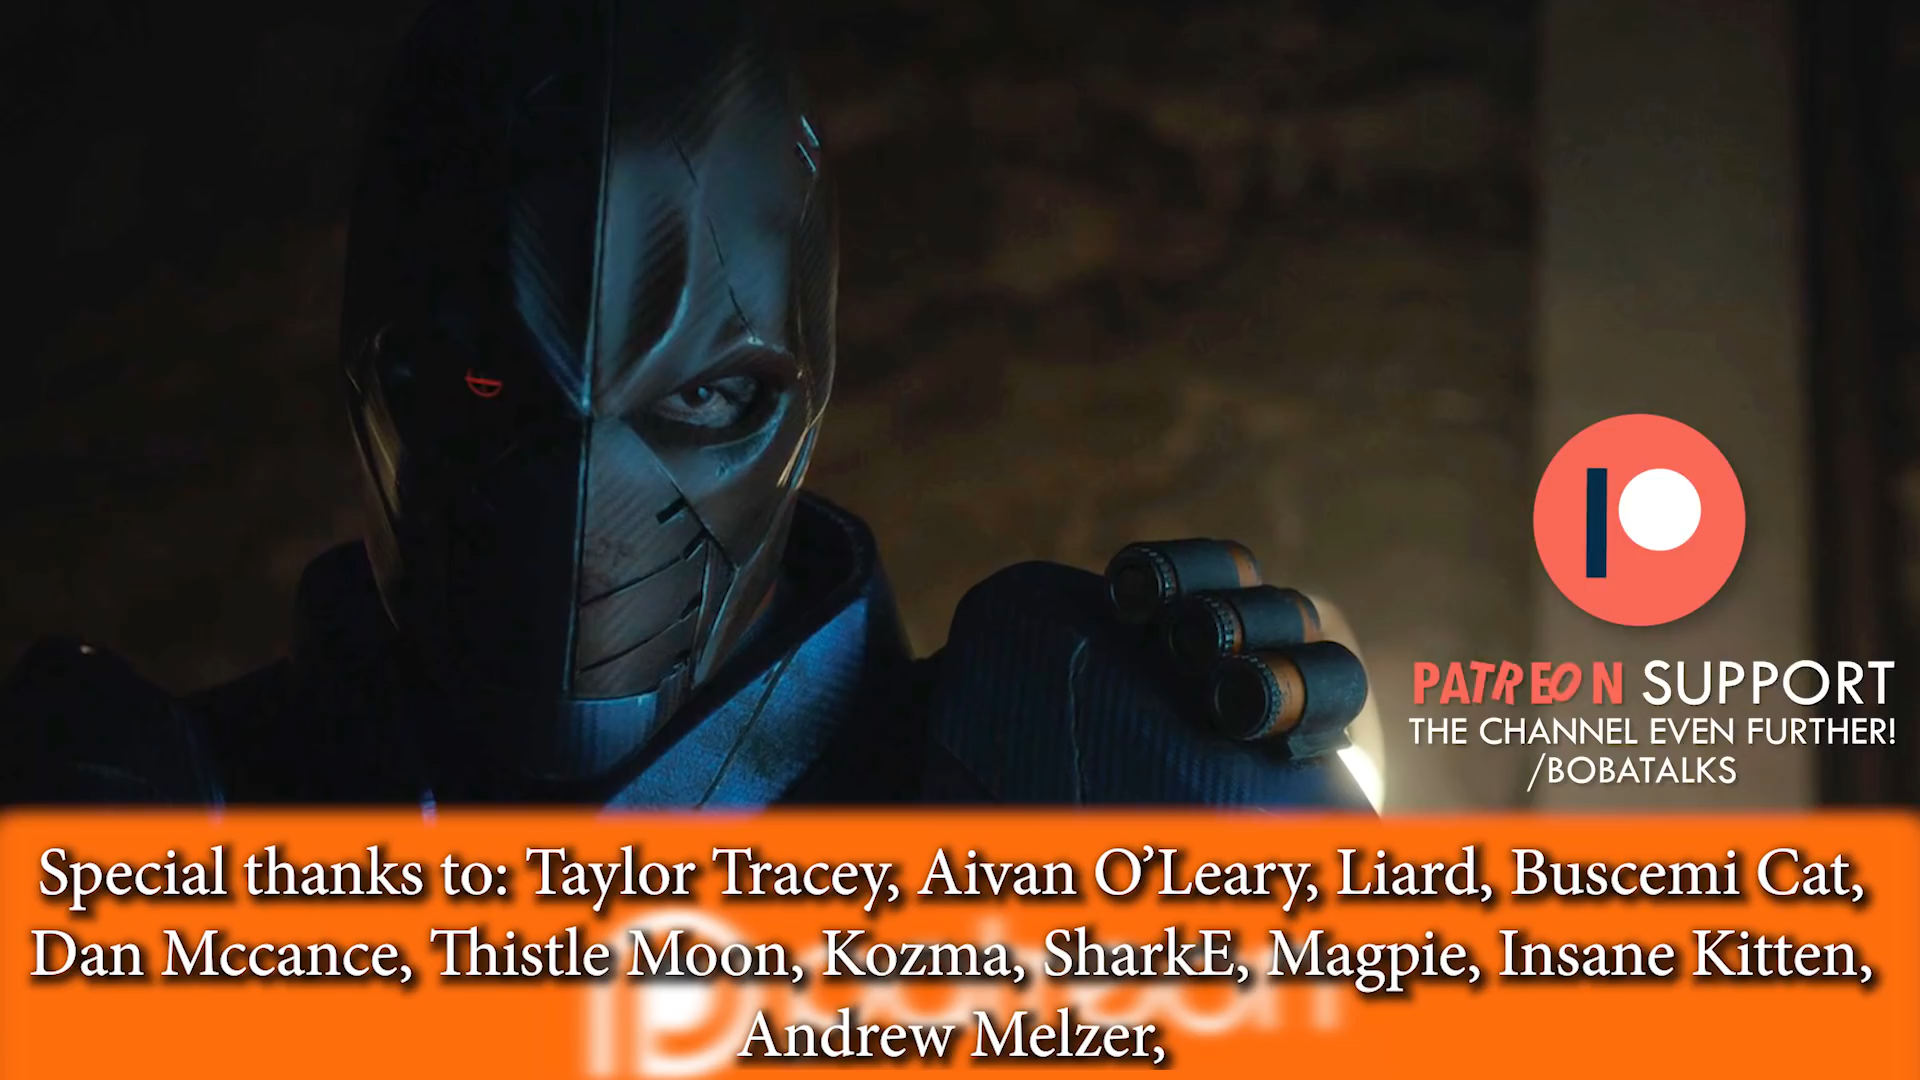 PATREON SUPPORT
THE CHANNEL EVEN FURTHER!
/BOBATALKS
Special thanks to: Taylor Tracey, Aivan O’Leary, Liard, Buscemi Cat,
Dan Mccance, Thistle Moon, Kozma, SharkE, Magpie, Insane Kitten,
Andrew Melzer,